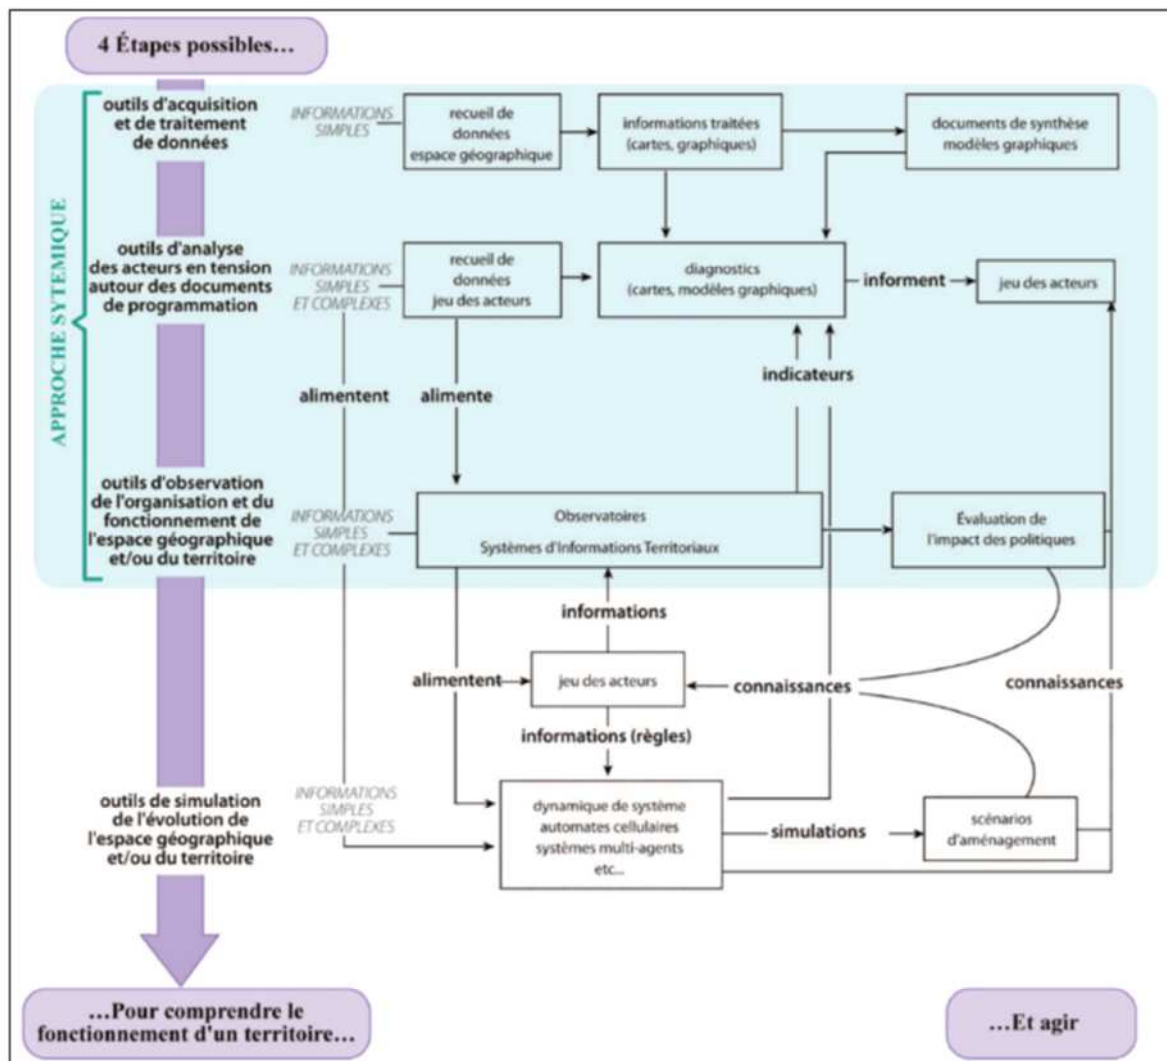 4 Étapes possibles…
APPROCHE SYTEMIQUE
outils d'acquisition
et de traitement
de données
INFORMATIONS
SIMPLES
recueil de
données
espace géographique
informations traitées
(cartes, graphiques)
documents de synthèse
modèles graphiques
outils d'analyse
des acteurs en tension
autour des documents
de programmation
INFORMATIONS
SIMPLES
ET COMPLEXES
recueil de
données
jeu des acteurs
diagnostics
(cartes, modèles graphiques)
informent
jeu des acteurs
alimentent
alimente
indicateurs
outils d'observation
de l'organisation et du
fonctionnement de
l'espace géographique
et/ou du territoire
INFORMATIONS
SIMPLES
ET COMPLEXES
Observatoires
Systèmes d'Informations Territoriaux
Évaluation de
l'impact des politiques
informations
alimentent
jeu des acteurs
connaissances
connaissances
informations (règles)
outils de simulation
de l'évolution de
l'espace géographique
et/ou du territoire
INFORMATIONS
SIMPLES
ET COMPLEXES
dynamique de système
automates cellulaires
systèmes multi-agents
etc...
simulations
scénarios
d'aménagement
…Pour comprendre le
fonctionnement d'un territoire…
…Et agir